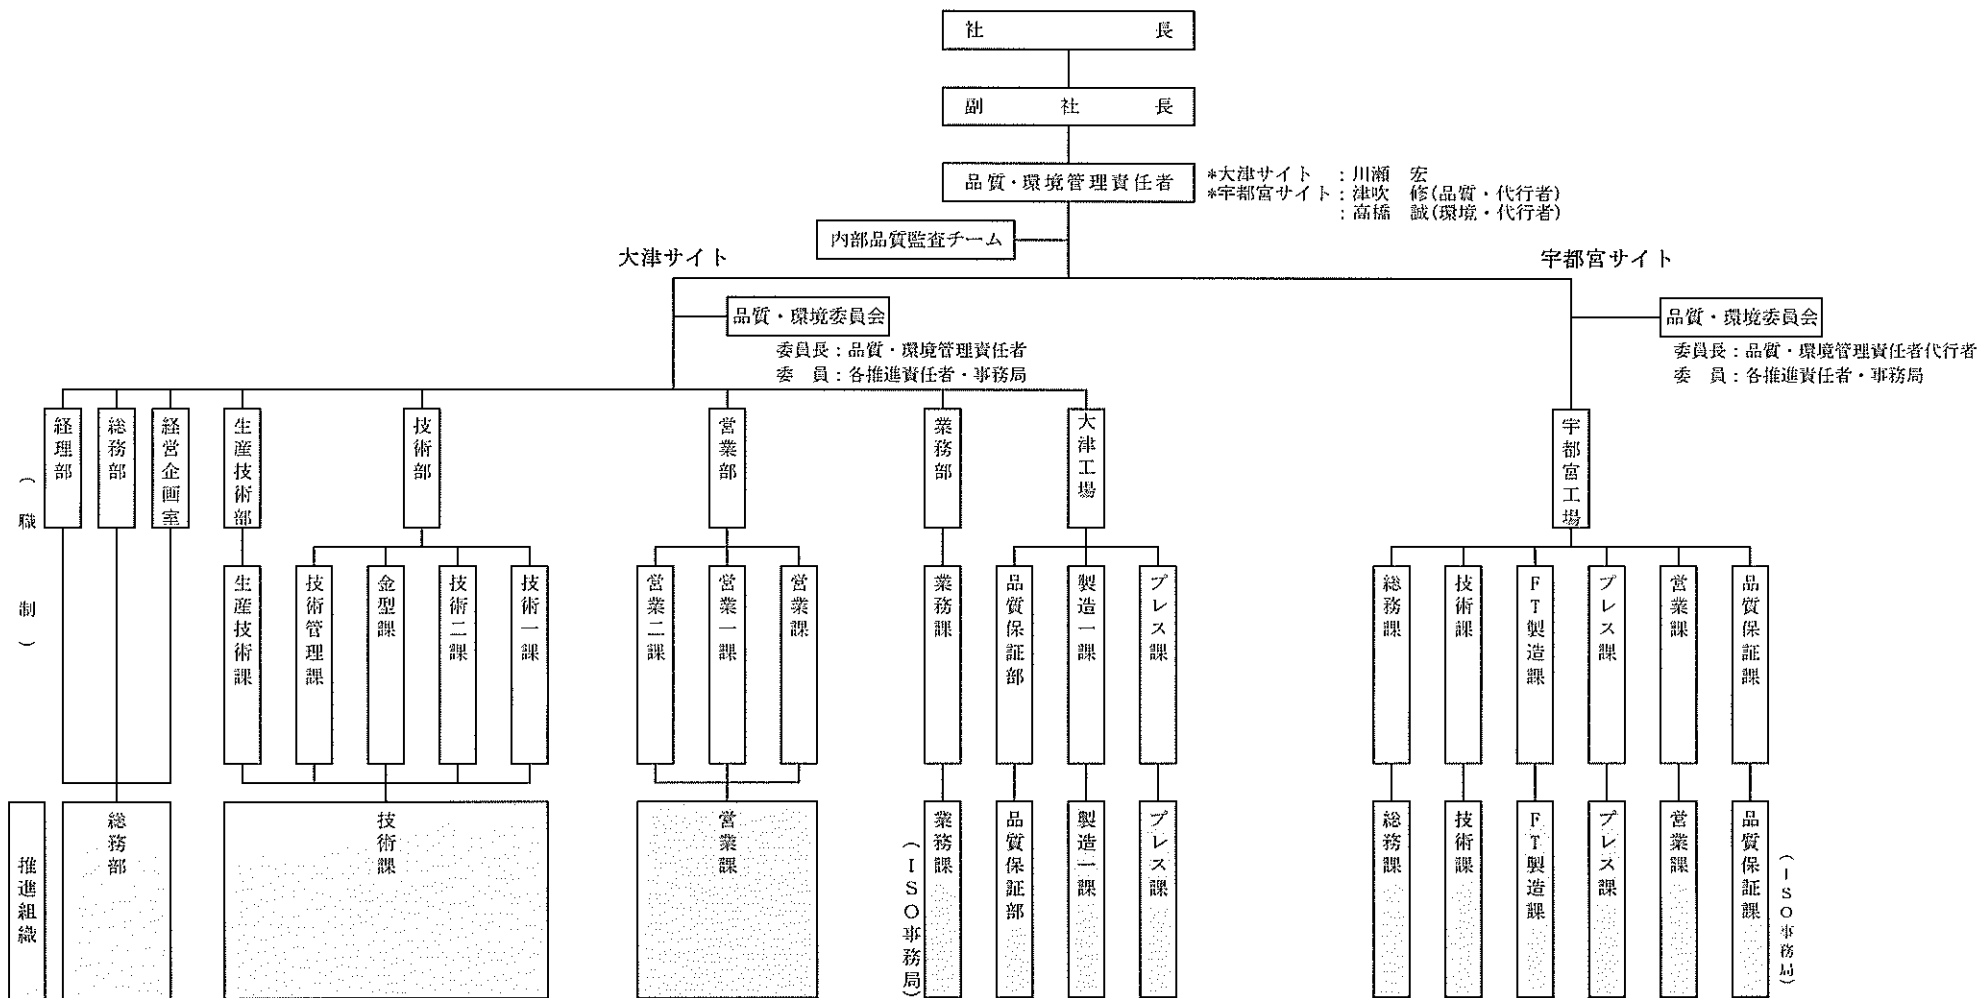 社長
副社長
品質・環境管理責任者
*大津サイト :川瀬 宏
*宇都宮サイト:津吹 修(品質・代行者)
:高橋 誠(環境・代行者)
内部品質監査チーム
大津サイト
宇都宮サイト
品質・環境委員会
委員長:品質・環境管理責任者
委 員:各推進責任者・事務局
品質・環境委員会
委員長:品質・環境管理責任者代行者
委 員:各推進責任者・事務局
(職制)
経理部
総務部
経営企画室
生産技術部
技術部
営業部
業務部
大津工場
宇都宮工場
生産技術課
技術管理課
金型課
技術二課
技術一課
営業二課
営業一課
営業課
業務課
品質保証部
製造一課
プレス課
総務課
技術課
FT製造課
プレス課
営業課
品質保証課
推進組織
総務部
技術課
営業課
(ISO事務局)
業務課
品質保証部
製造一課
プレス課
総務課
技術課
FT製造課
プレス課
営業課
品質保証課
(ISO事務局)